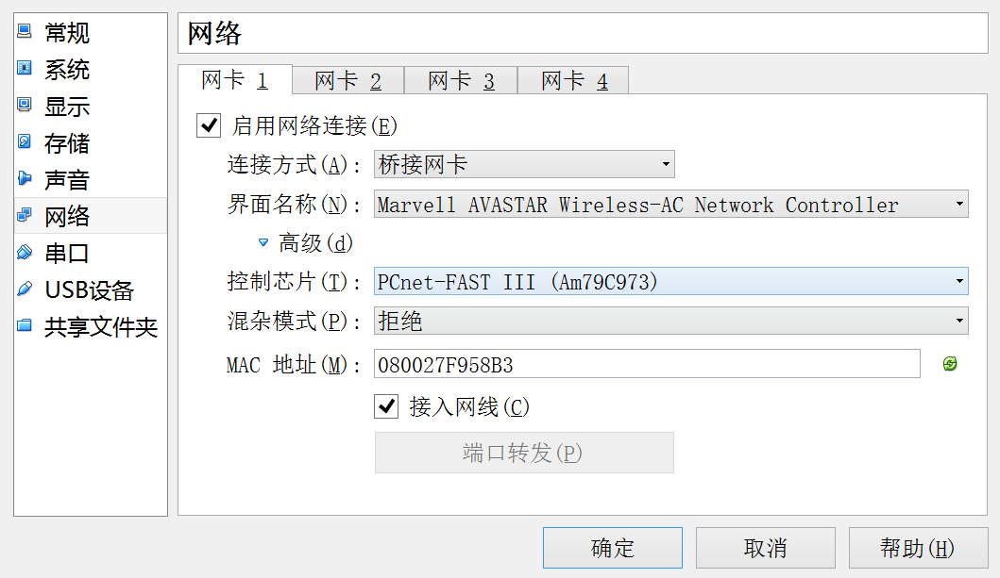 常规
系统
显示
存储
声音
网络
串口
USB设备
共享文件夹
网络
网卡 1 网卡 2 网卡 3 网卡 4
启用网络连接(E)
连接方式(A): 桥接网卡
界面名称(N): Marvell AVASTAR Wireless-AC Network Controller
高级(d)
控制芯片(T): PCnet-FAST III (Am79C973)
混杂模式(P): 拒绝
MAC 地址(M): 080027F958B3
接入网线(C)
端口转发(P)
确定 取消 帮助(H)